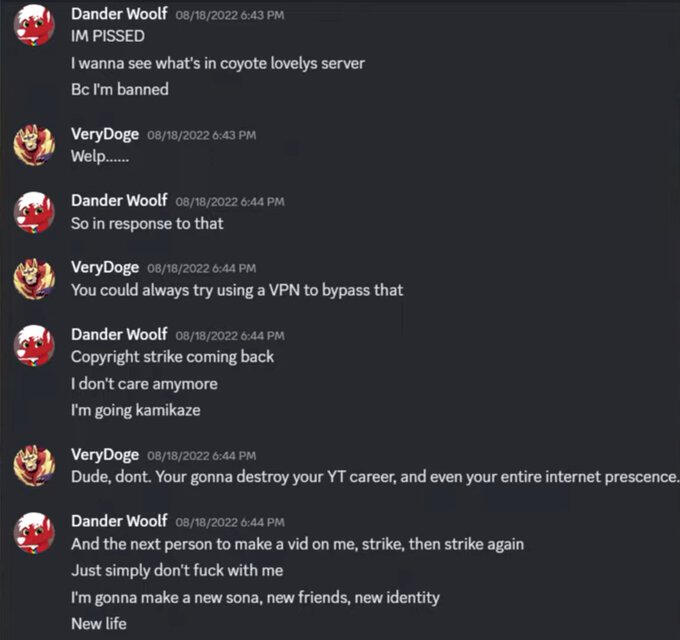 Dander Woolf 08/18/2022 6:43 PM
IM PISSED
I wanna see what's in coyote lovelys server
Bc I'm banned
VeryDoge 08/18/2022 6:43 PM
Welp......
Dander Woolf 08/18/2022 6:44 PM
So in response to that
VeryDoge 08/18/2022 6:44 PM
You could always try using a VPN to bypass that
Dander Woolf 08/18/2022 6:44 PM
Copyright strike coming back
I don't care amymore
I'm going kamikaze
VeryDoge 08/18/2022 6:44 PM
Dude, dont. Your gonna destroy your YT career, and even your entire internet prescence.
Dander Woolf 08/18/2022 6:44 PM
And the next person to make a vid on me, strike, then strike again
Just simply don't fuck with me
I'm gonna make a new sona, new friends, new identity
New life